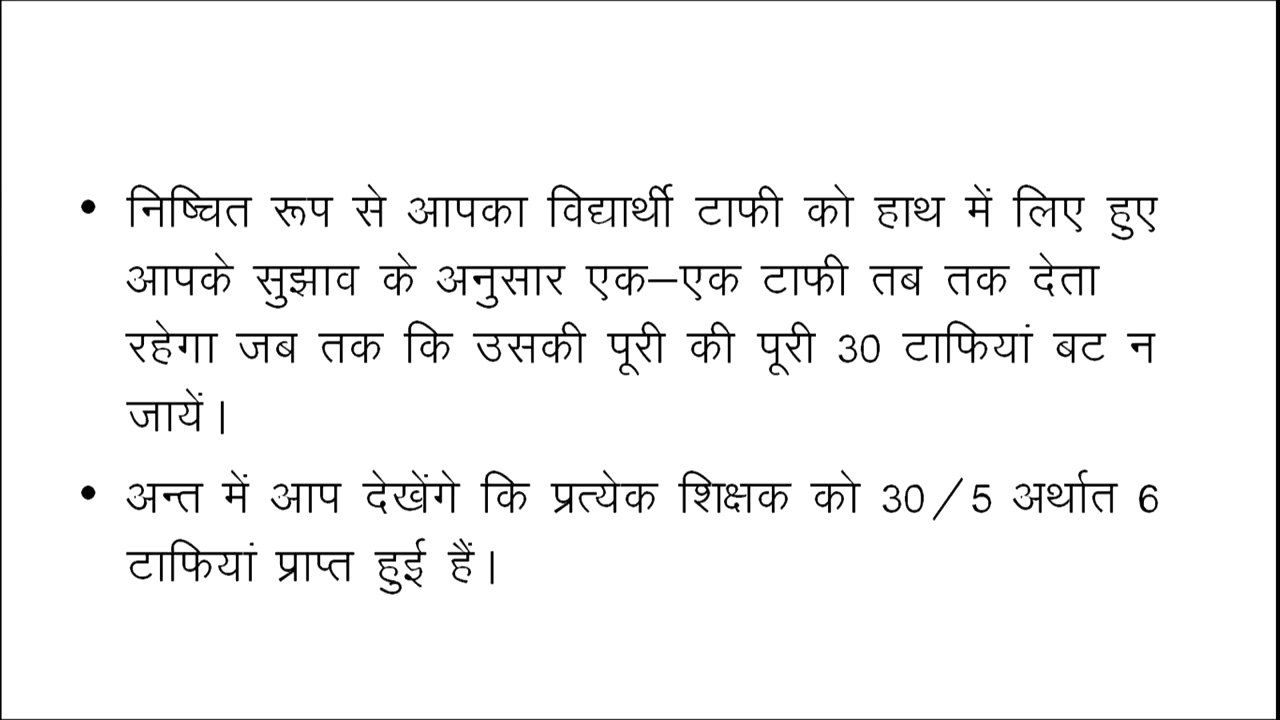 • निष्चित रूप से आपका विद्यार्थी टाफी को हाथ में लिए हुए
आपके सुझाव के अनुसार एक–एक टाफी तब तक देता
रहेगा जब तक कि उसकी पूरी की पूरी 30 टाफियां बट न
जायें।
• अन्त में आप देखेंगे कि प्रत्येक शिक्षक को 30/5 अर्थात 6
टाफियां प्राप्त हुई हैं।